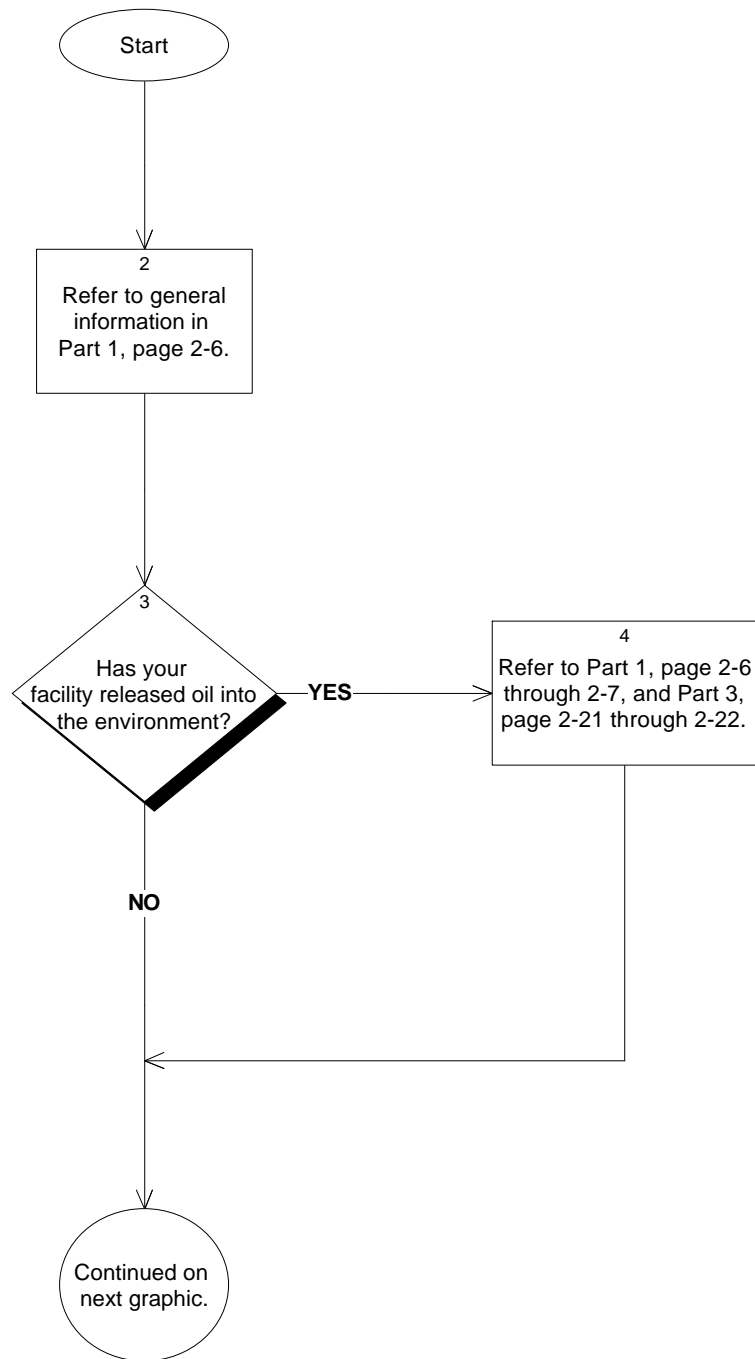 Start
2
Refer to general
information in
Part 1, page 2-6.
3
Has your
facility released oil into
the environment?
YES
4
Refer to Part 1, page 2-6
through 2-7, and Part 3,
page 2-21 through 2-22.
NO
Continued on
next graphic.